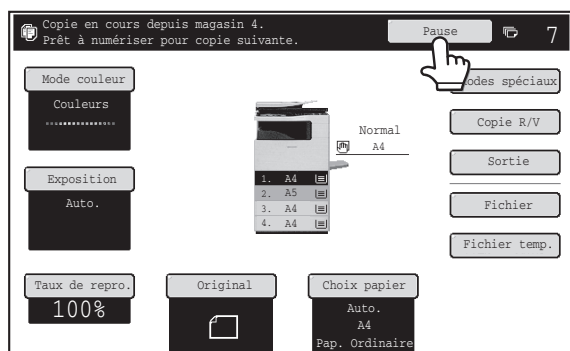 Copie en cours depuis magasin 4.
Prêt à numériser pour copie suivante.
Pause
7
Mode couleur
Couleurs
Modes spéciaux
Copie R/V
Sortie
Fichier
Fichier temp.
Exposition
Auto.
Normal
A4
1. A4
2. A5
3. A4
4. A4
Taux de repro.
100%
Original
Choix papier
Auto.
A4
Pap. Ordinaire